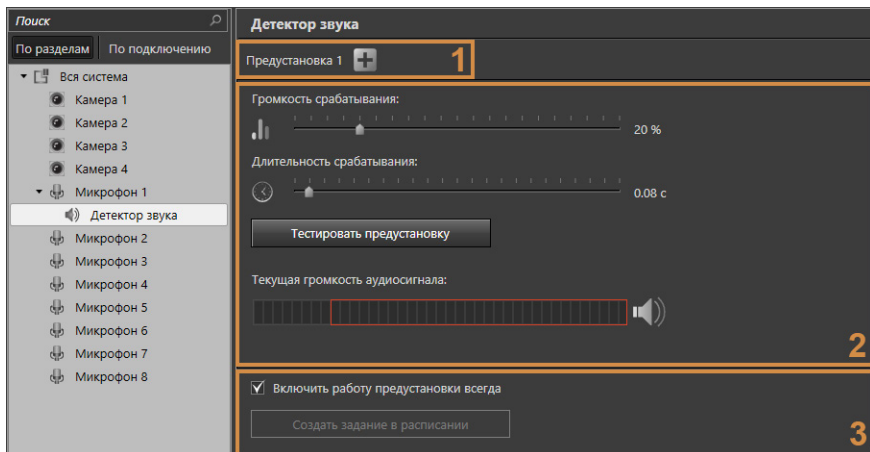 Поиск
По разделам
По подключению
Вся система
Камера 1
Камера 2
Камера 3
Камера 4
Микрофон 1
Детектор звука
Микрофон 2
Микрофон 3
Микрофон 4
Микрофон 5
Микрофон 6
Микрофон 7
Микрофон 8
Детектор звука
Предустановка 1
1
Громкость срабатывания:
20 %
Длительность срабатывания:
0.08 с
Тестировать предустановку
Текущая громкость аудиосигнала:
2
Включить работу предустановки всегда
Создать задание в расписании
3